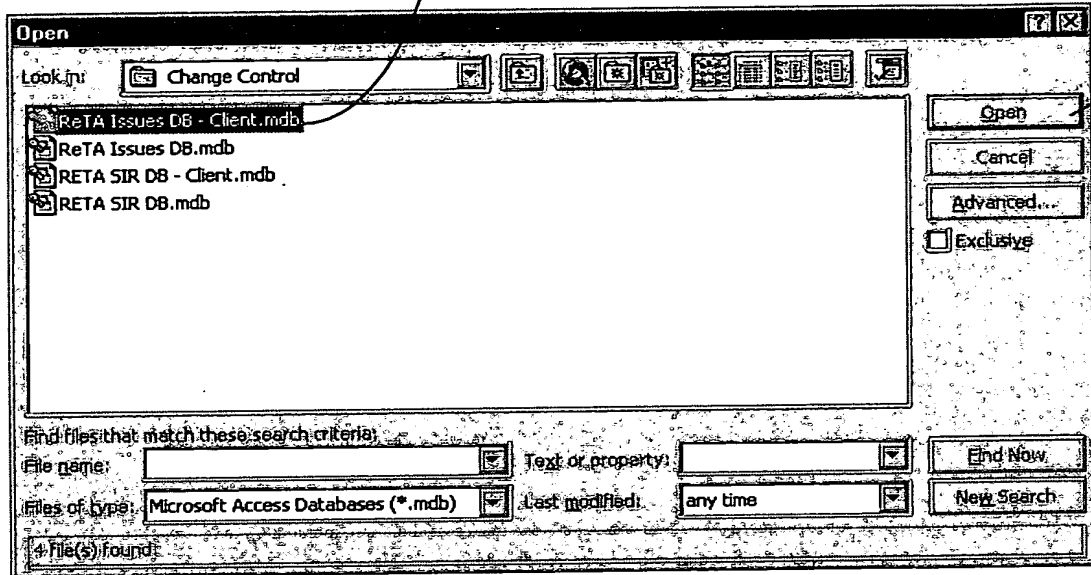 Open
Look in: Change Control
ReTA Issues DB - Client.mdb
ReTA Issues DB.mdb
RETA SIR DB - Client.mdb
RETA SIR DB.mdb
Open
Cancel
Advanced...
Exclusive
Find files that match these search criteria:
File name: Text or property: Find Now
Files of type: Microsoft Access Databases (*.mdb) Last modified: any time New Search
4 file(s) found.